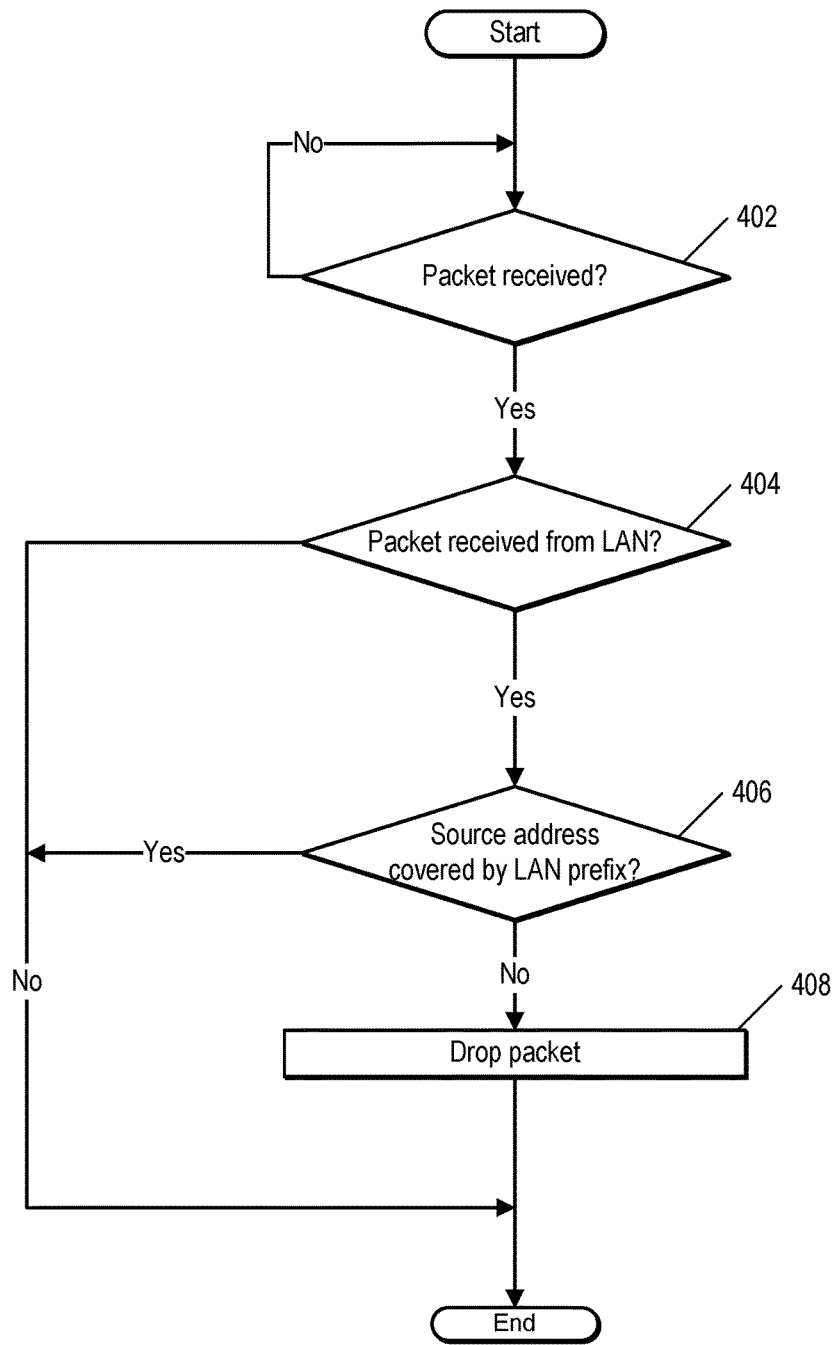 Start
No
402
Packet received?
Yes
404
Packet received from LAN?
Yes
406
Source address
covered by LAN prefix?
Yes
No
No
408
Drop packet
End